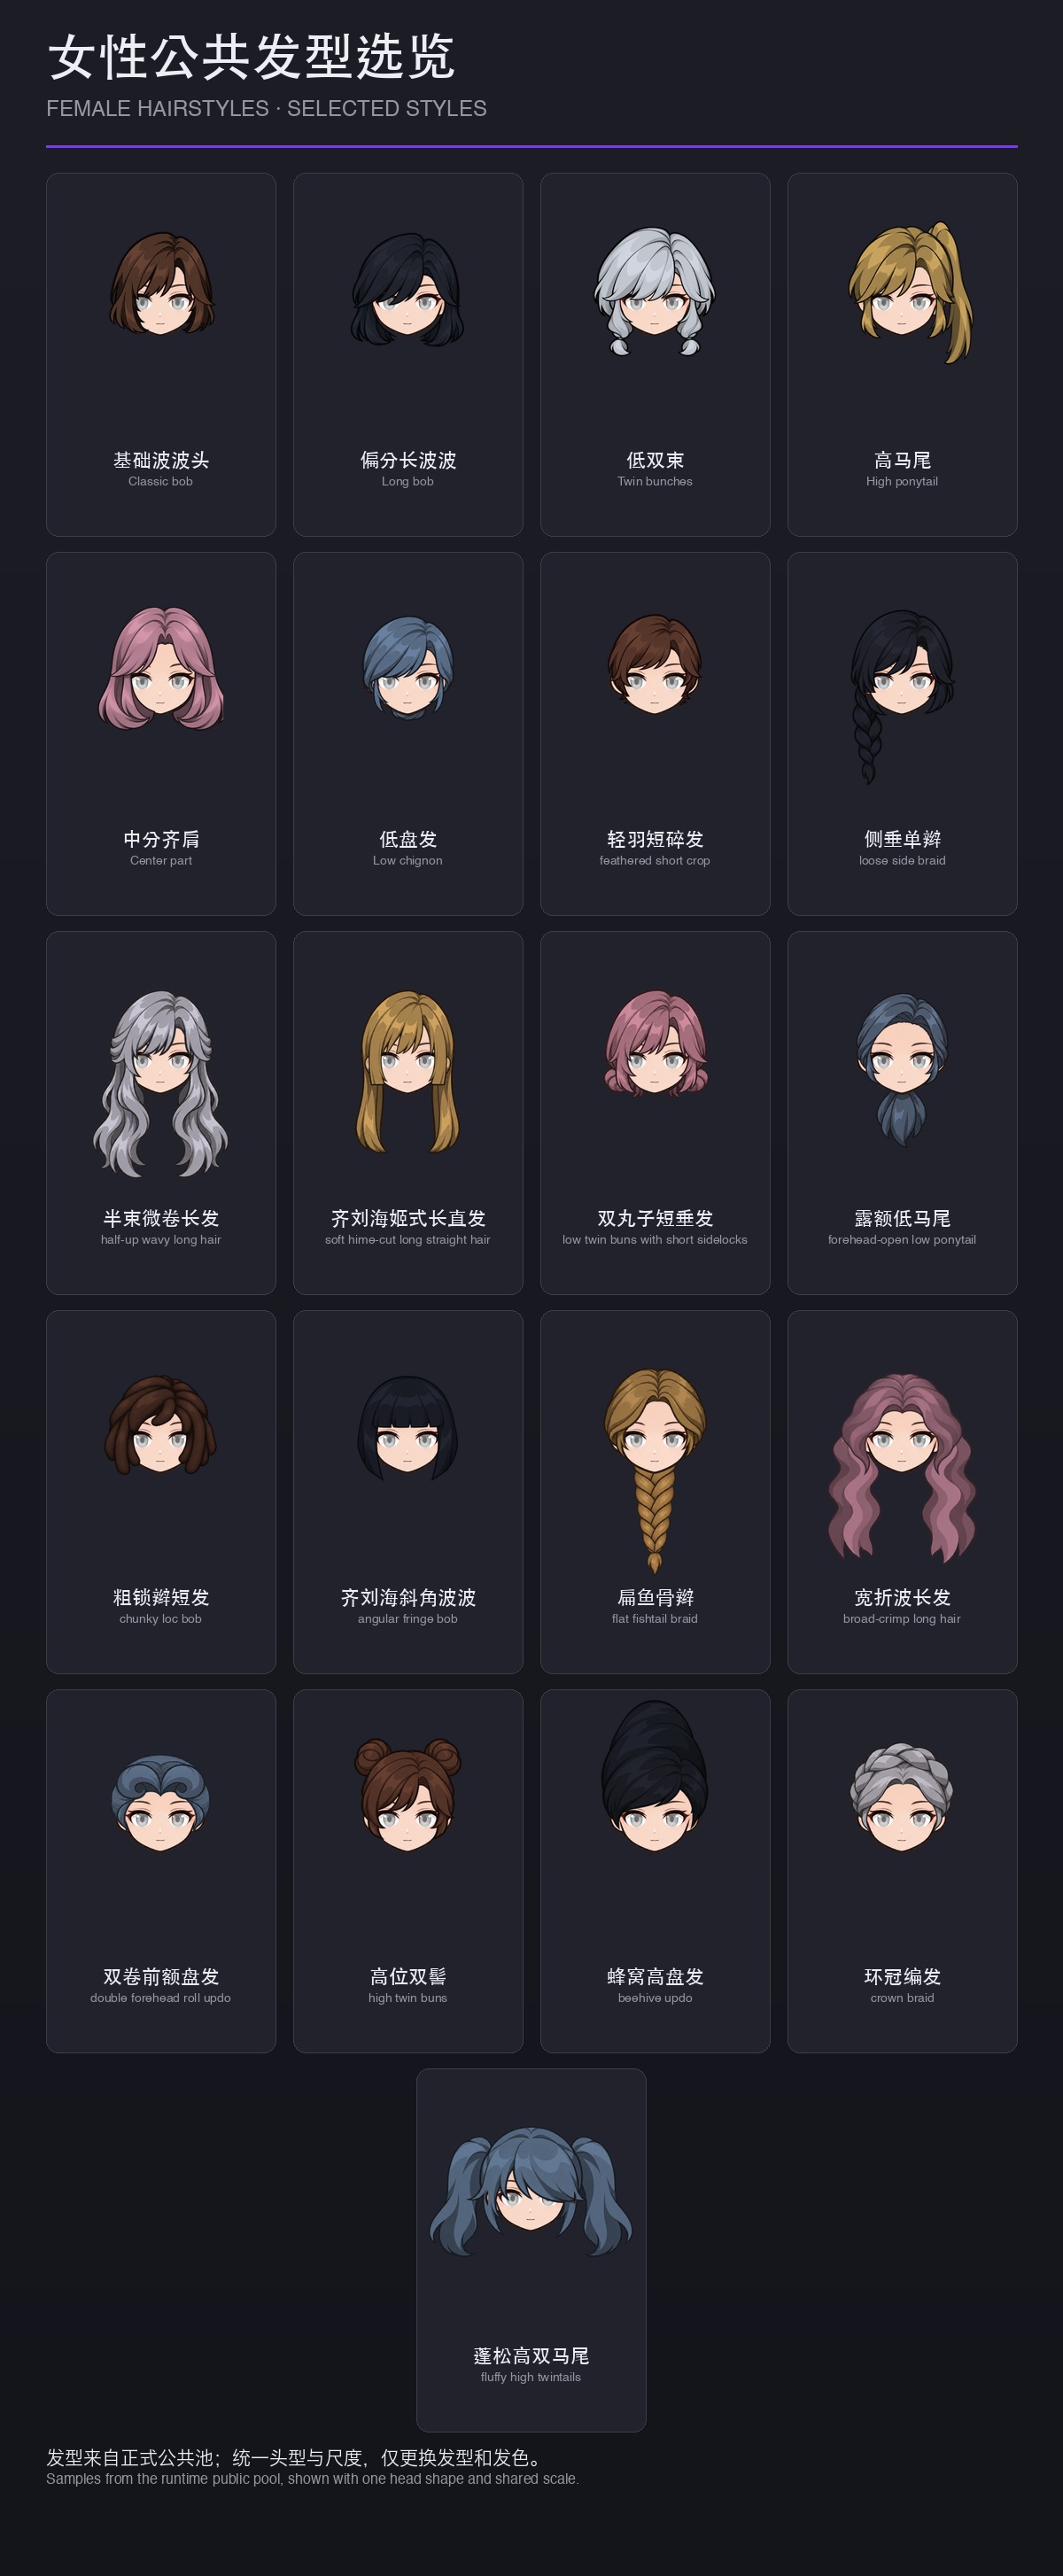 女性公共发型选览
FEMALE HAIRSTYLES · SELECTED STYLES
基础波波头
Classic bob
偏分长波波
Long bob
低双束
Twin bunches
高马尾
High ponytail
中分齐肩
Center part
低盘发
Low chignon
轻羽短碎发
feathered short crop
侧垂单辫
loose side braid
半束微卷长发
half-up wavy long hair
齐刘海姬式长直发
soft hime-cut long straight hair
双丸子短垂发
low twin buns with short sidelocks
露额低马尾
forehead-open low ponytail
粗锁辫短发
chunky loc bob
齐刘海斜角波波
angular fringe bob
扁鱼骨辫
flat fishtail braid
宽折波长发
broad-crimp long hair
双卷前额盘发
double forehead roll updo
高位双髻
high twin buns
蜂窝高盘发
beehive updo
环冠编发
crown braid
蓬松高双马尾
fluffy high twintails
发型来自正式公共池；统一头型与尺度，仅更换发型和发色。
Samples from the runtime public pool, shown with one head shape and shared scale.